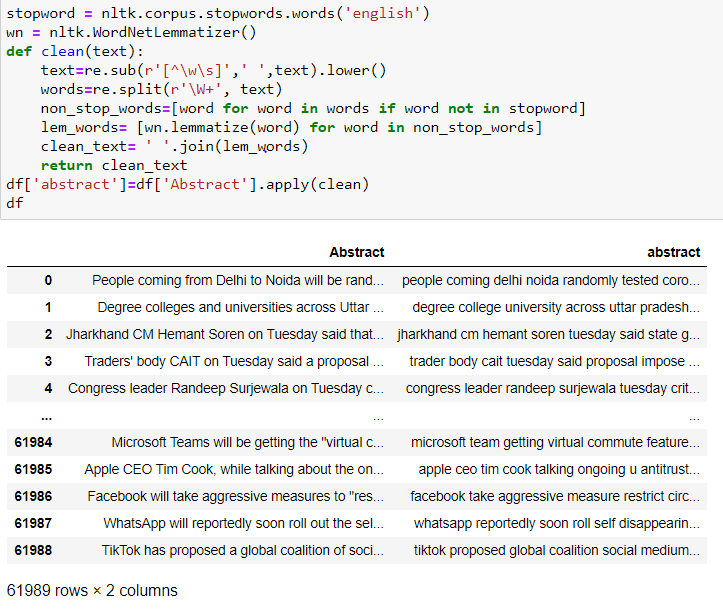 stopword = nltk.corpus.stopwords.words('english')
wn = nltk.WordNetLemmatizer()
def clean(text):
    text=re.sub(r'[^\w\s]',' ',text).lower()
    words=re.split(r'\W+', text)
    non_stop_words=[word for word in words if word not in stopword]
    lem_words= [wn.lemmatize(word) for word in non_stop_words]
    clean_text= ' '.join(lem_words)
    return clean_text
df['abstract']=df['Abstract'].apply(clean)
df
Abstract abstract
0 People coming from Delhi to Noida will be rand... people coming delhi noida randomly tested coro...
1 Degree colleges and universities across Uttar ... degree college university across uttar pradesh...
2 Jharkhand CM Hemant Soren on Tuesday said that... jharkhand cm hemant soren tuesday said state g...
3 Traders' body CAIT on Tuesday said a proposal ... trader body cait tuesday said proposal impose ...
4 Congress leader Randeep Surjewala on Tuesday c... congress leader randeep surjewala tuesday crit...
... ... ...
61984 Microsoft Teams will be getting the "virtual c... microsoft team getting virtual commute feature...
61985 Apple CEO Tim Cook, while talking about the on... apple ceo tim cook talking ongoing u antitrust...
61986 Facebook will take aggressive measures to "res... facebook take aggressive measure restrict circ...
61987 WhatsApp will reportedly soon roll out the sel... whatsapp reportedly soon roll self disappearin...
61988 TikTok has proposed a global coalition of soci... tiktok proposed global coalition social medium...
61989 rows × 2 columns